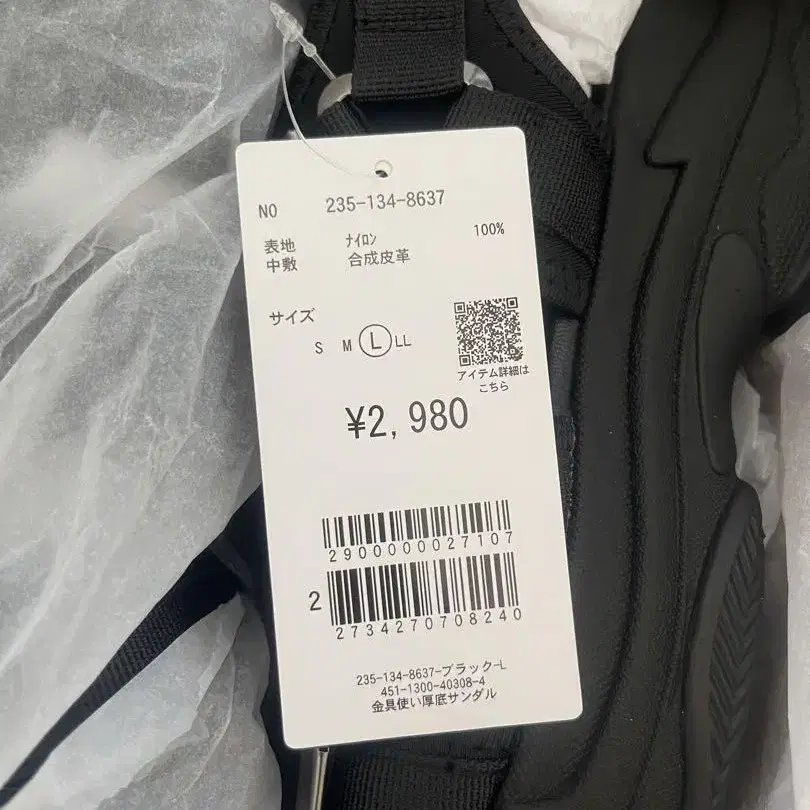 NO 235-134-8637
表地 ﾅｲﾛﾝ 100%
中敷 合成皮革
サイズ
S M L LL
アイテム詳細は
こちら
¥2,980
2900000027107
2
2734270708240
235-134-8637-ブラック-L
451-1300-40308-4
金具使い厚底サンダル